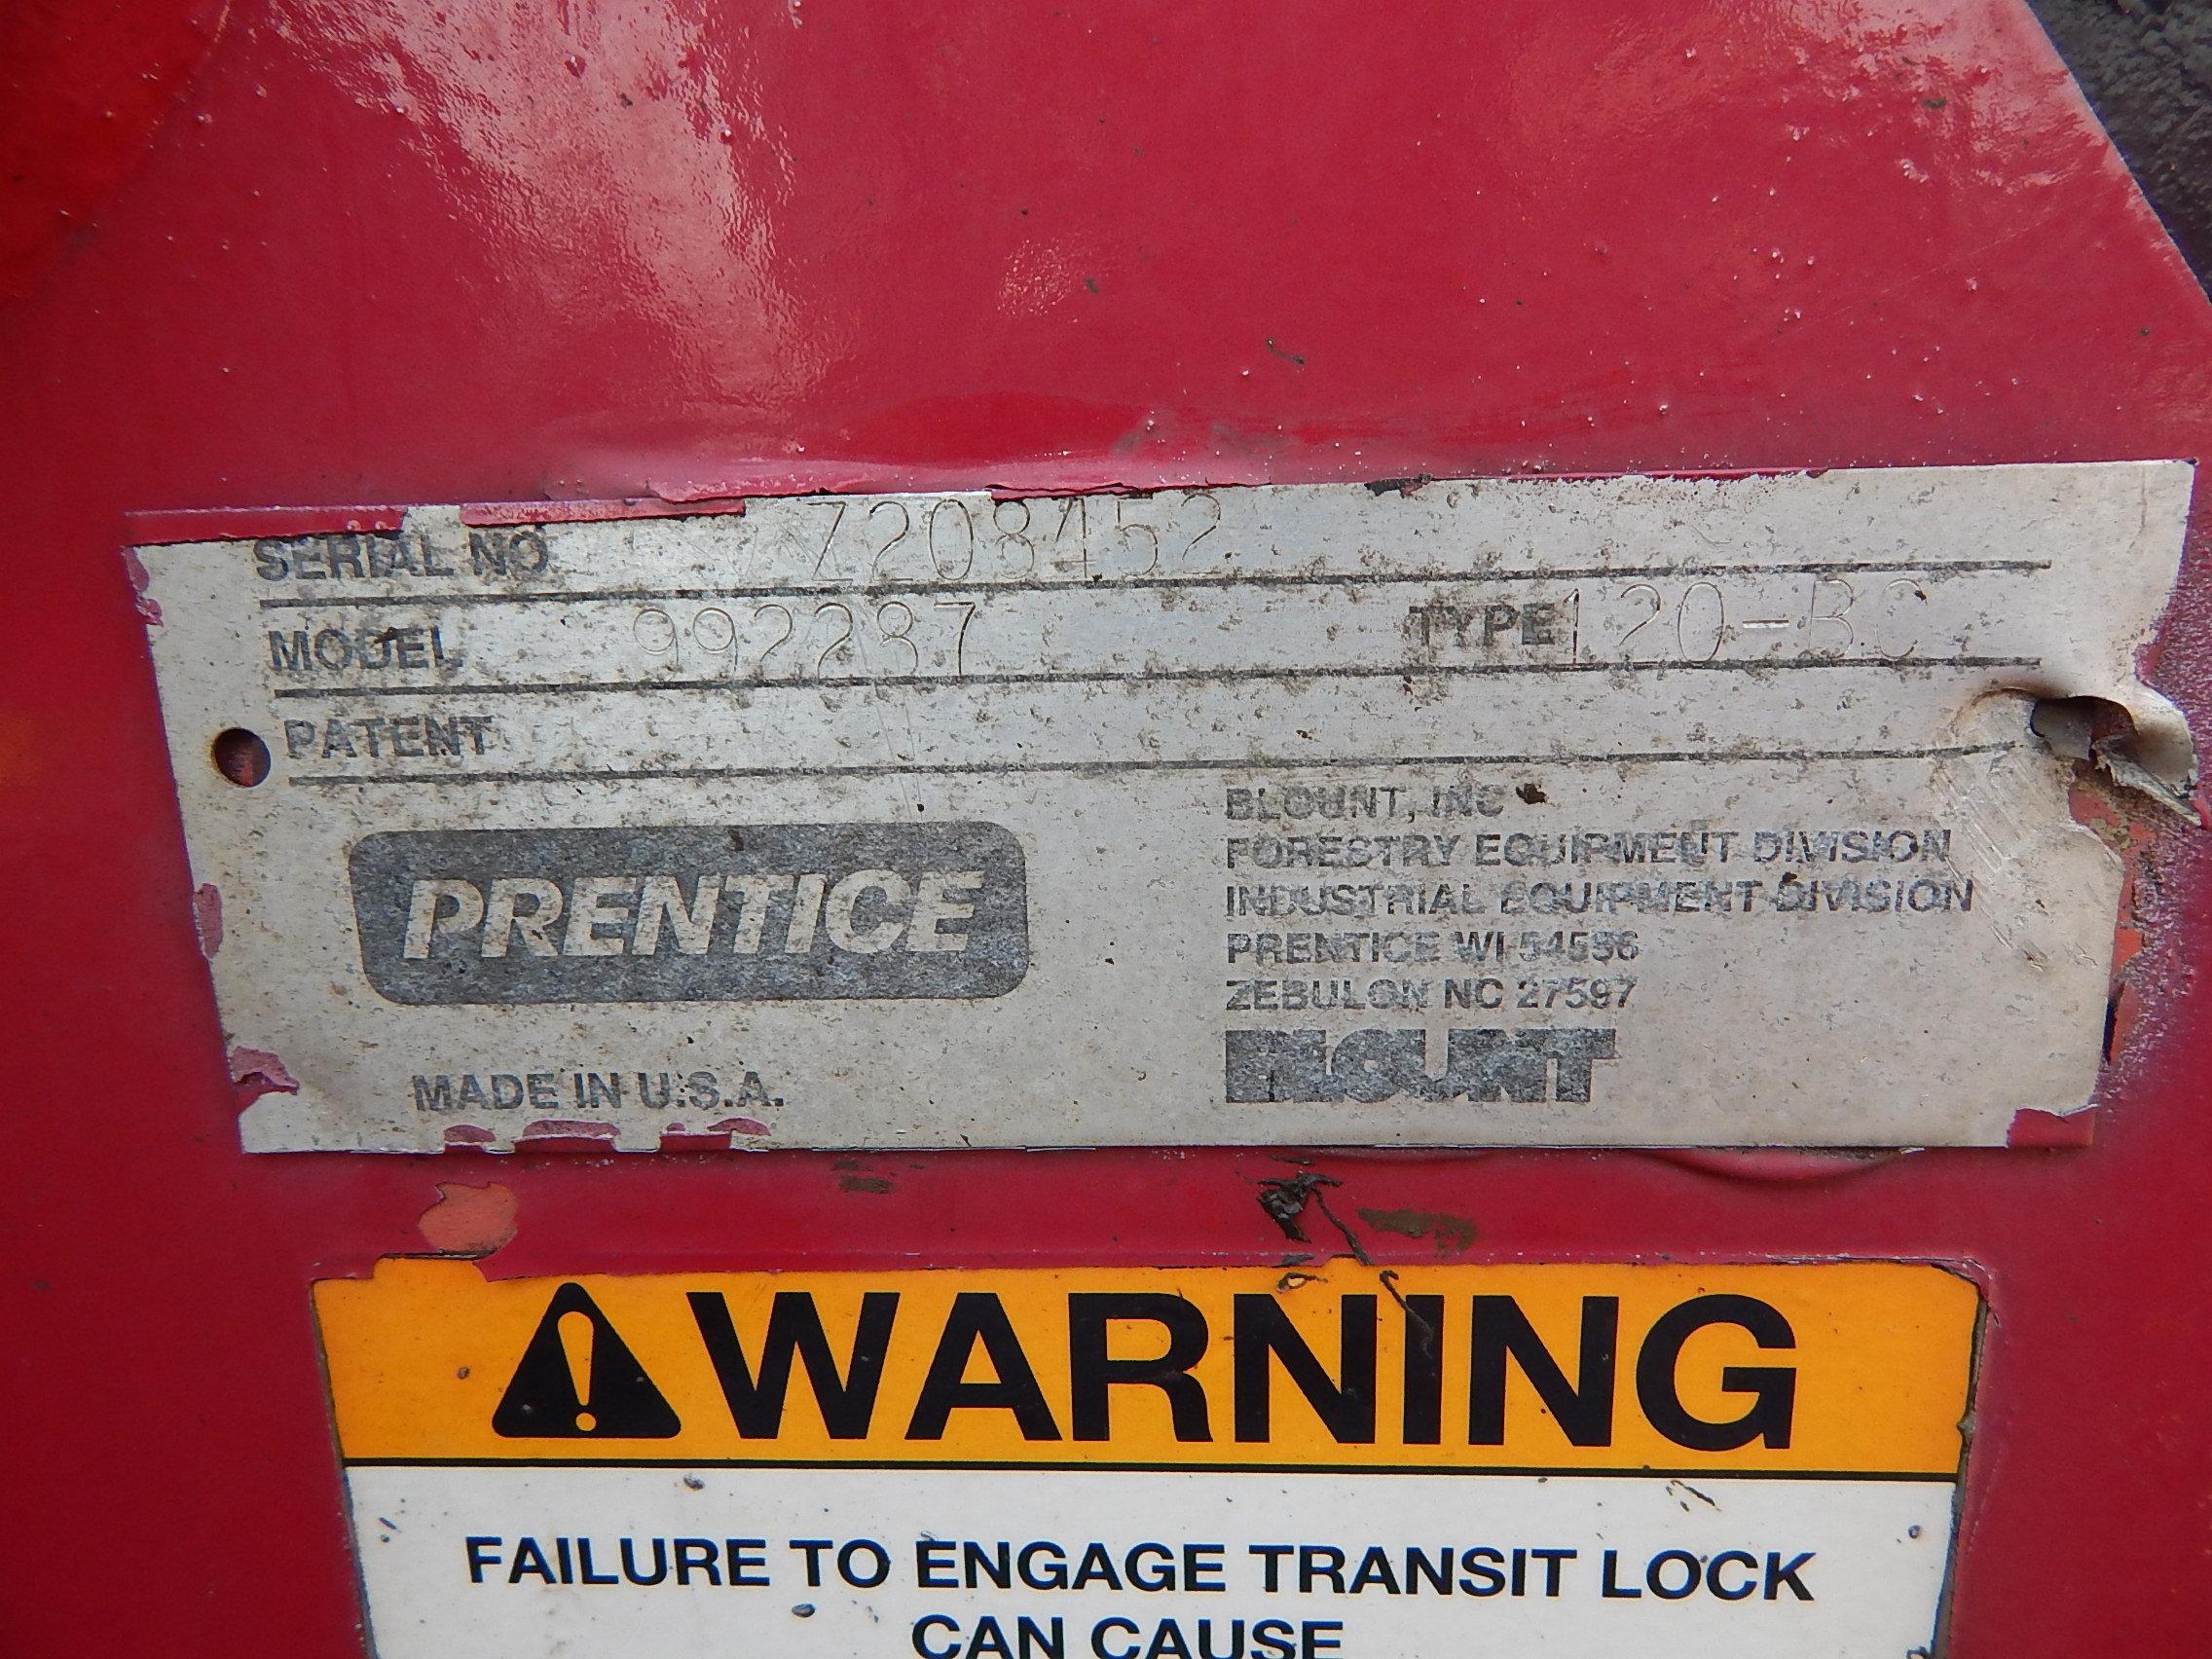 SERIAL NO Z208452
MODEL 992287 TYPE 120-BC
PATENT
PRENTICE
MADE IN U.S.A.
BLOUNT, INC
FORESTRY EQUIPMENT DIVISION
INDUSTRIAL EQUIPMENT DIVISION
PRENTICE WI 54556
ZEBULON NC 27597
BLOUNT
WARNING
FAILURE TO ENGAGE TRANSIT LOCK
CAN CAUSE